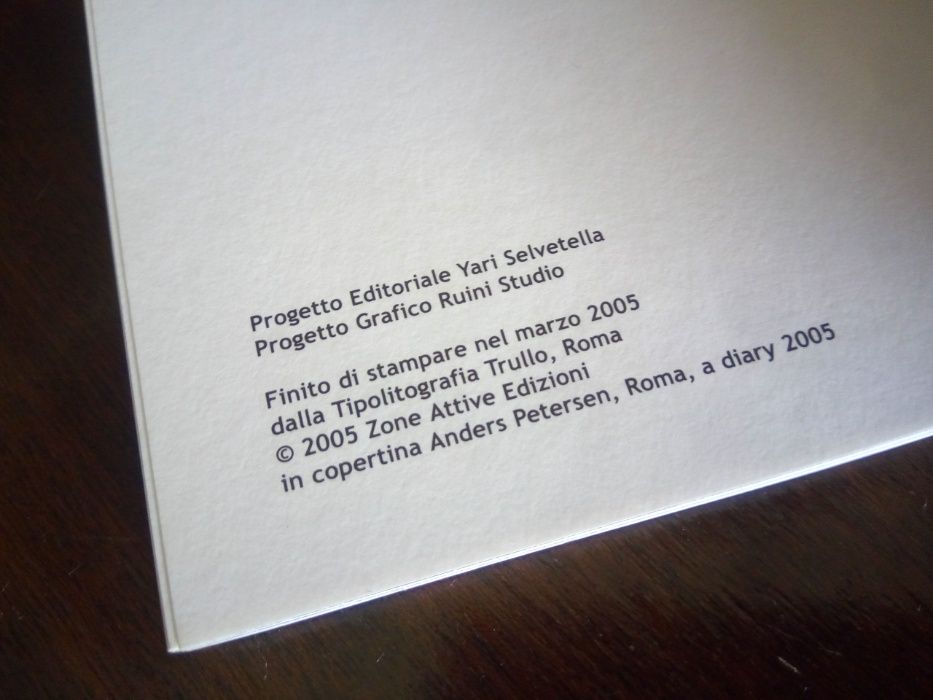 Progetto Editoriale Yari Selvetella
Progetto Grafico Ruini Studio
Finito di stampare nel marzo 2005
dalla Tipolitografia Trullo, Roma
© 2005 Zone Attive Edizioni
in copertina Anders Petersen, Roma, a diary 2005